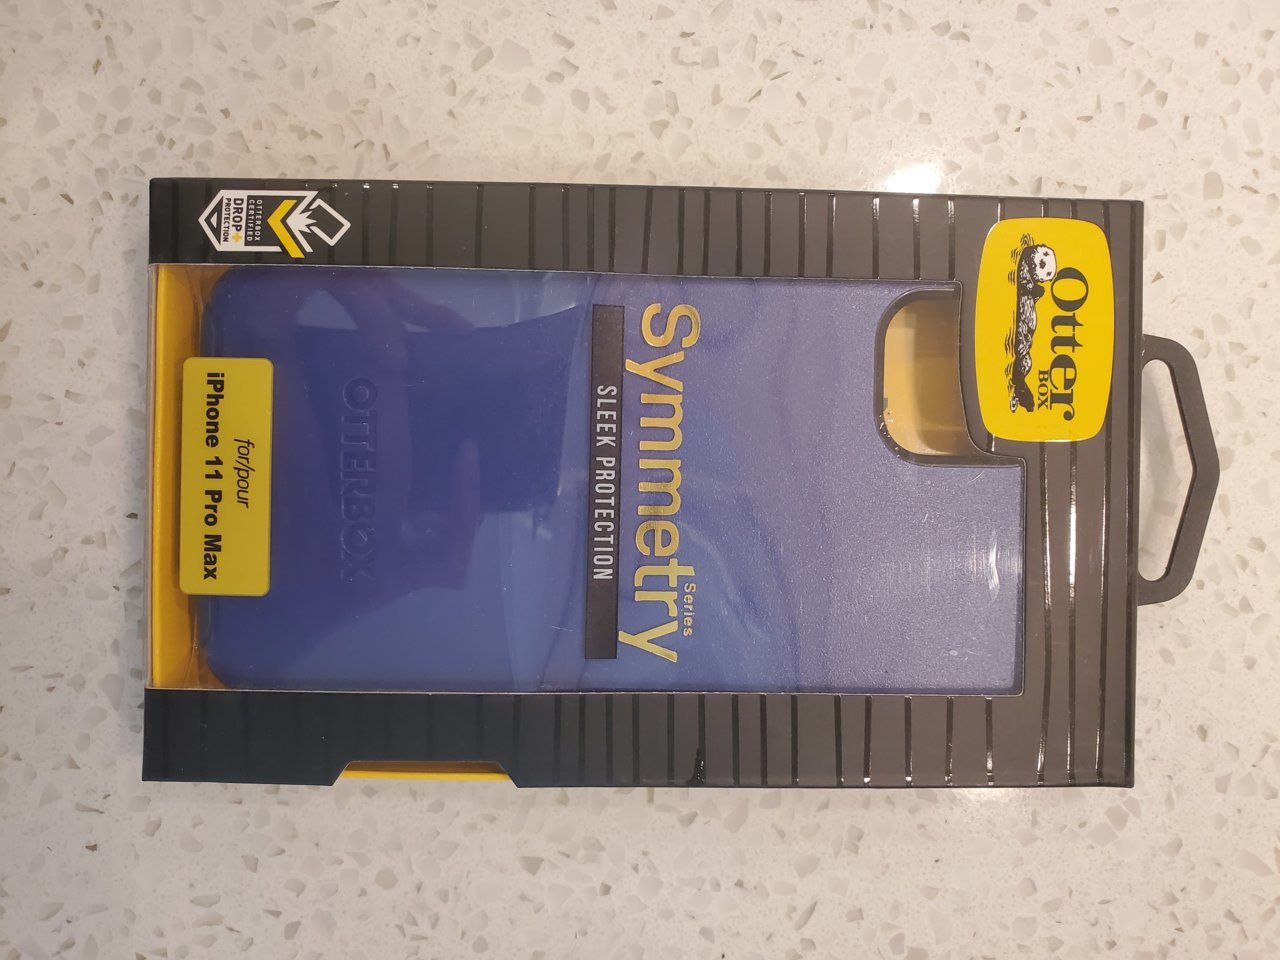 Otter
BOX
Symmetry
Series
SLEEK PROTECTION
OTTERBOX
for/pour
iPhone 11 Pro Max
OTTERBOX
CERTIFIED
DROP+
PROTECTION